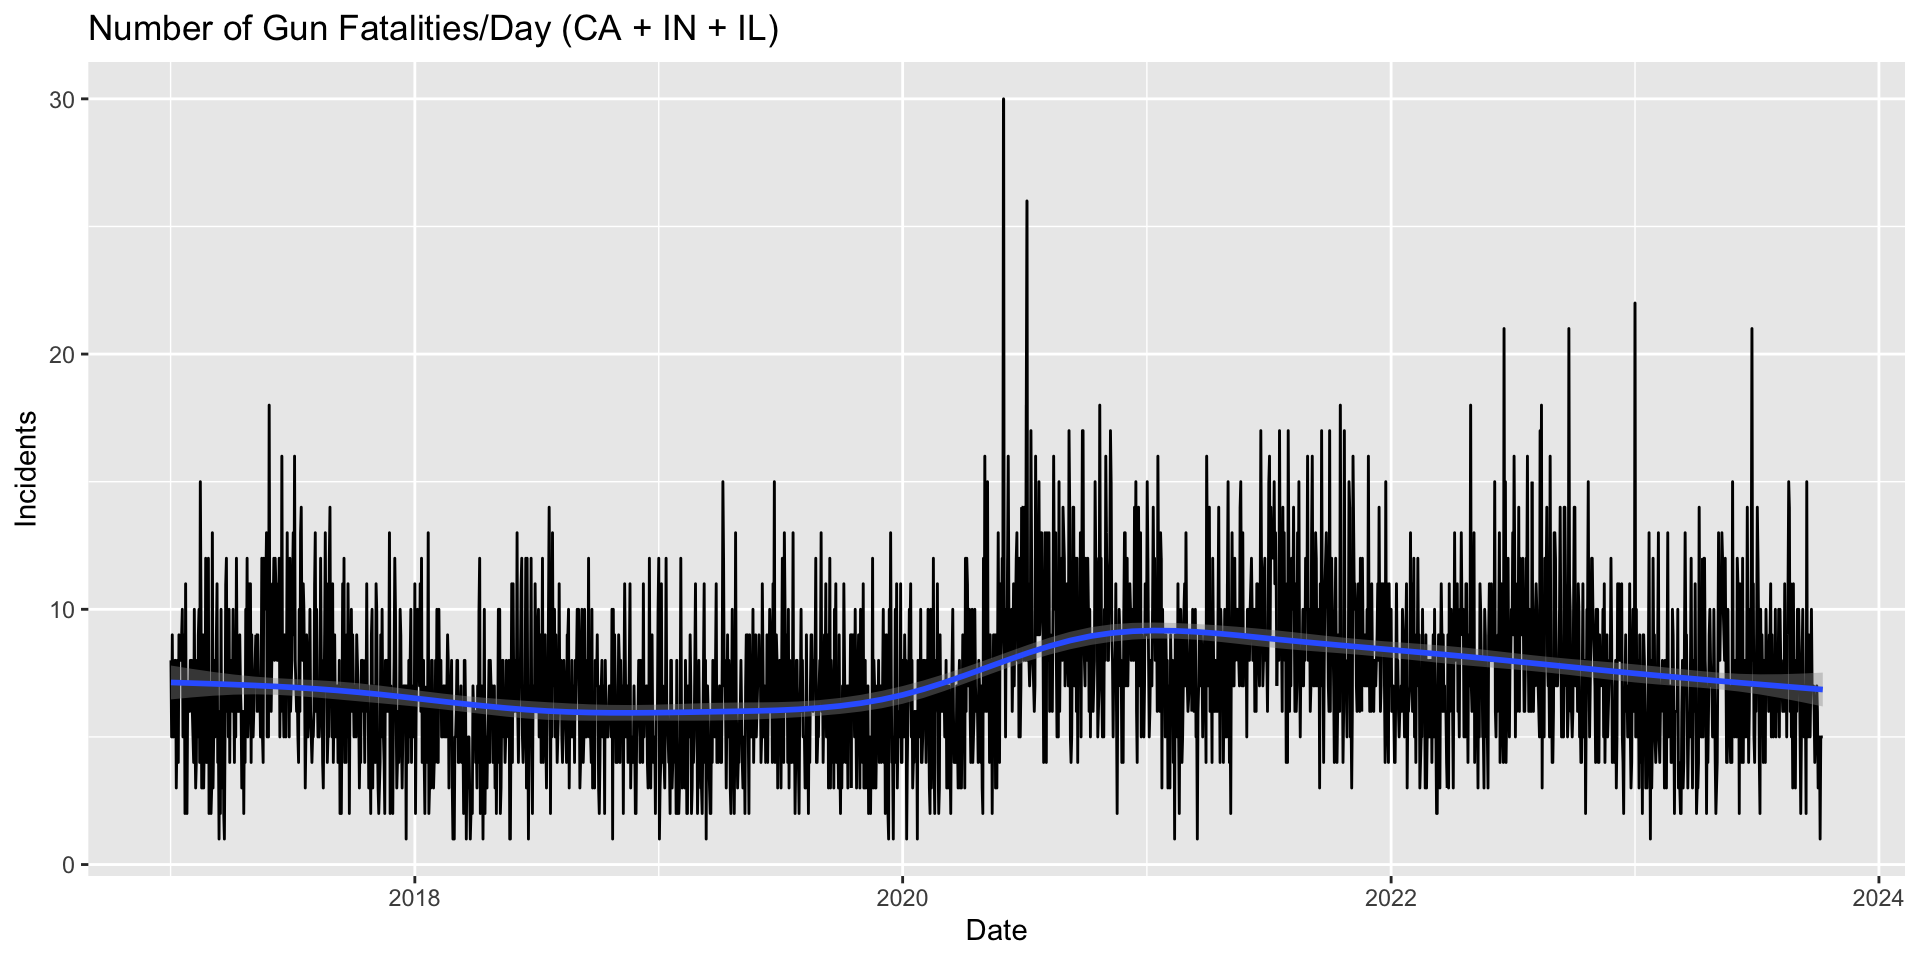 Number of Gun Fatalities/Day (CA + IN + IL)
30
20
10
0
Incidents
2018
2020
2022
2024
Date